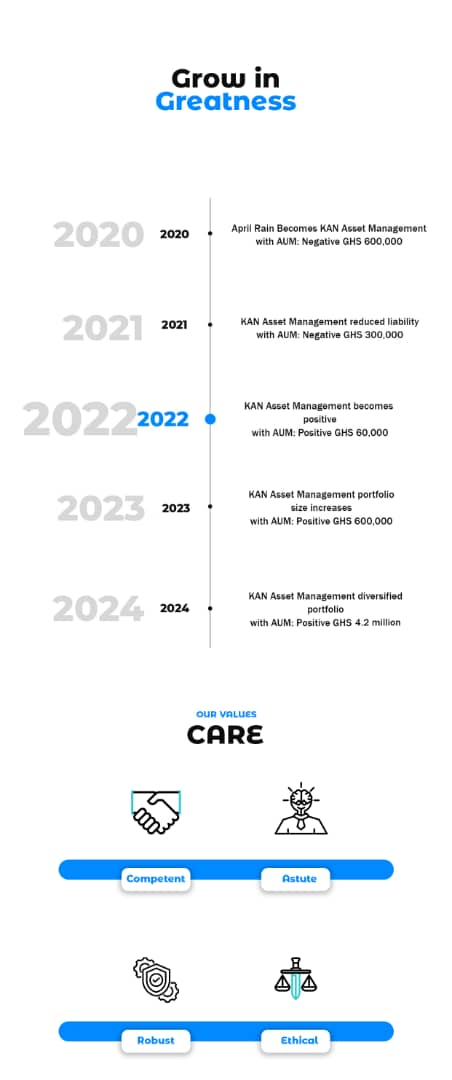 Grow in
Greatness
2020
2020
April Rain Becomes KAN Asset Management
with AUM: Negative GHS 600,000
2021
2021
KAN Asset Management reduced liability
with AUM: Negative GHS 300,000
2022
2022
KAN Asset Management becomes
positive
with AUM: Positive GHS 60,000
2023
2023
KAN Asset Management portfolio
size increases
with AUM: Positive GHS 600,000
2024
2024
KAN Asset Management diversified
portfolio
with AUM: Positive GHS 4.2 million
OUR VALUES
CARE
Competent
Astute
Robust
Ethical